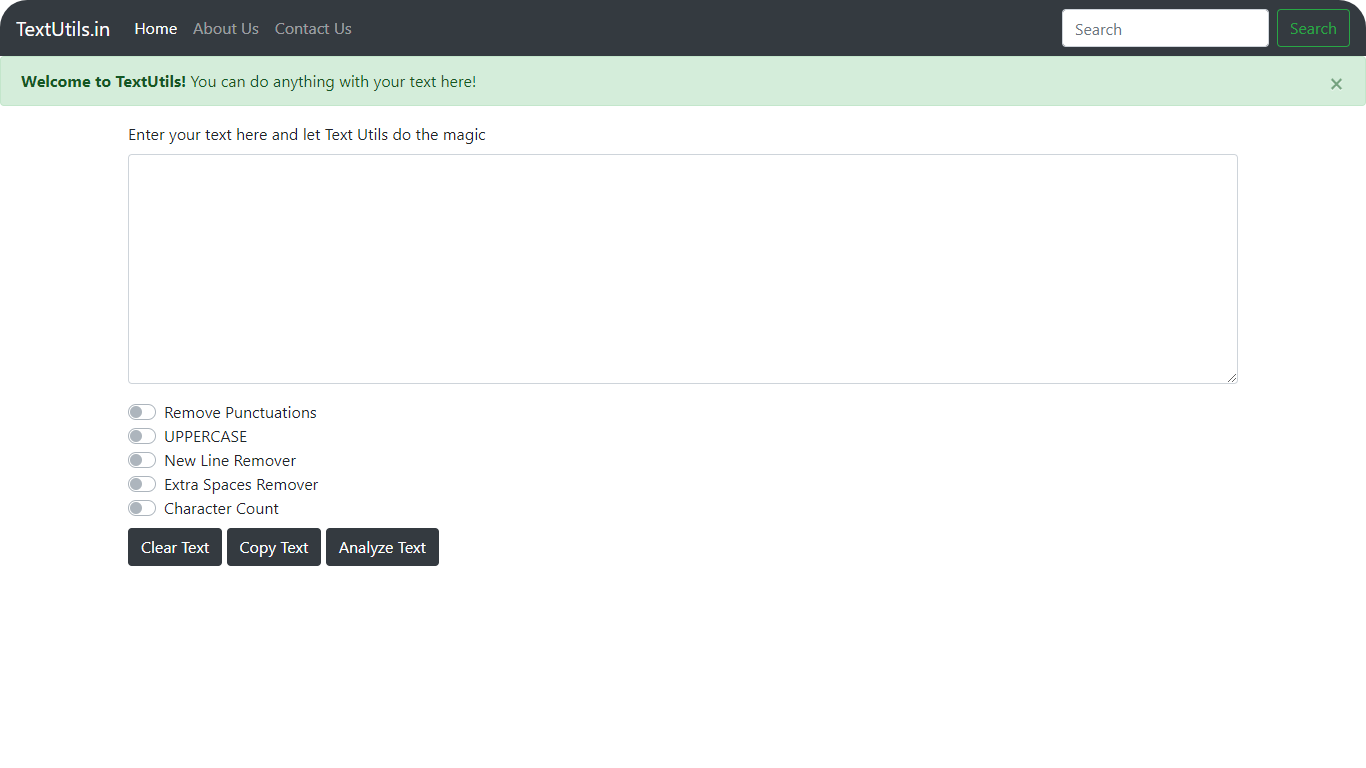 TextUtils.in Home About Us Contact Us Search Search
Welcome to TextUtils! You can do anything with your text here! ×
Enter your text here and let Text Utils do the magic
Remove Punctuations
UPPERCASE
New Line Remover
Extra Spaces Remover
Character Count
Clear Text Copy Text Analyze Text